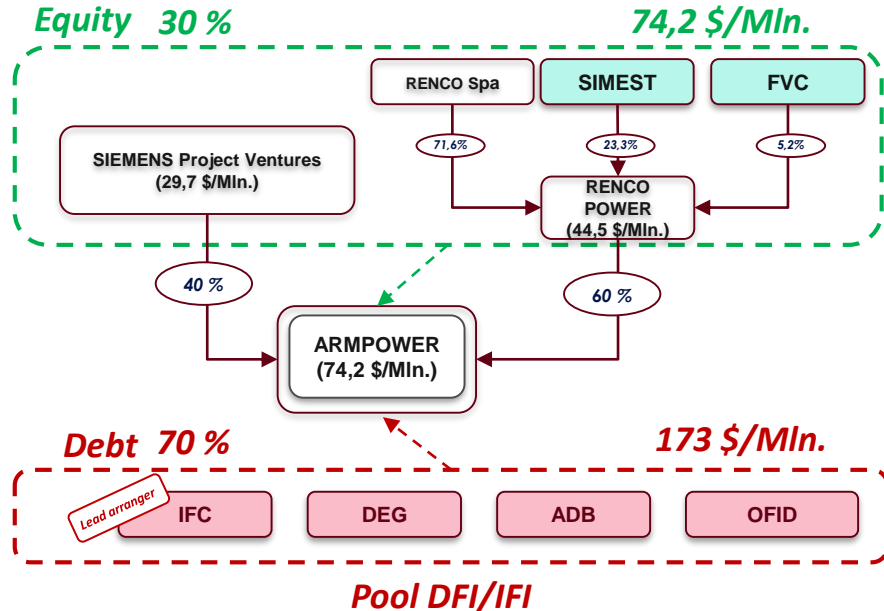 Equity 30 % 74,2 $/Mln.
RENCO Spa
SIMEST
FVC
71,6%
23,3%
5,2%
SIEMENS Project Ventures
(29,7 $/Mln.)
RENCO
POWER
(44,5 $/Mln.)
40 %
60 %
ARMPOWER
(74,2 $/Mln.)
Debt 70 % 173 $/Mln.
Lead arranger
IFC
DEG
ADB
OFID
Pool DFI/IFI